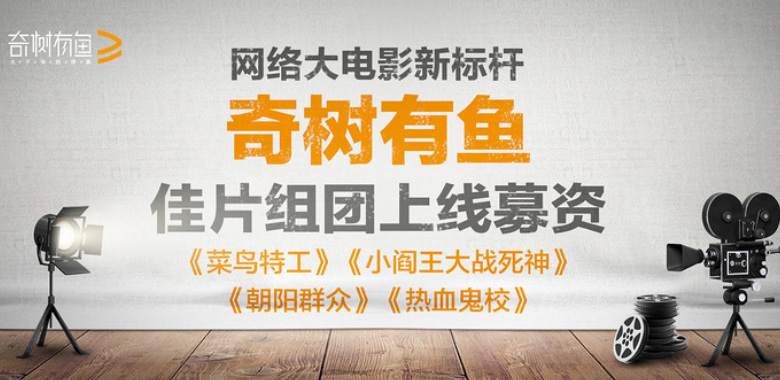 奇树有鱼
网络大电影新标杆
奇树有鱼
佳片组团上线募资
《菜鸟特工》《小阎王大战死神》
《朝阳群众》《热血鬼校》